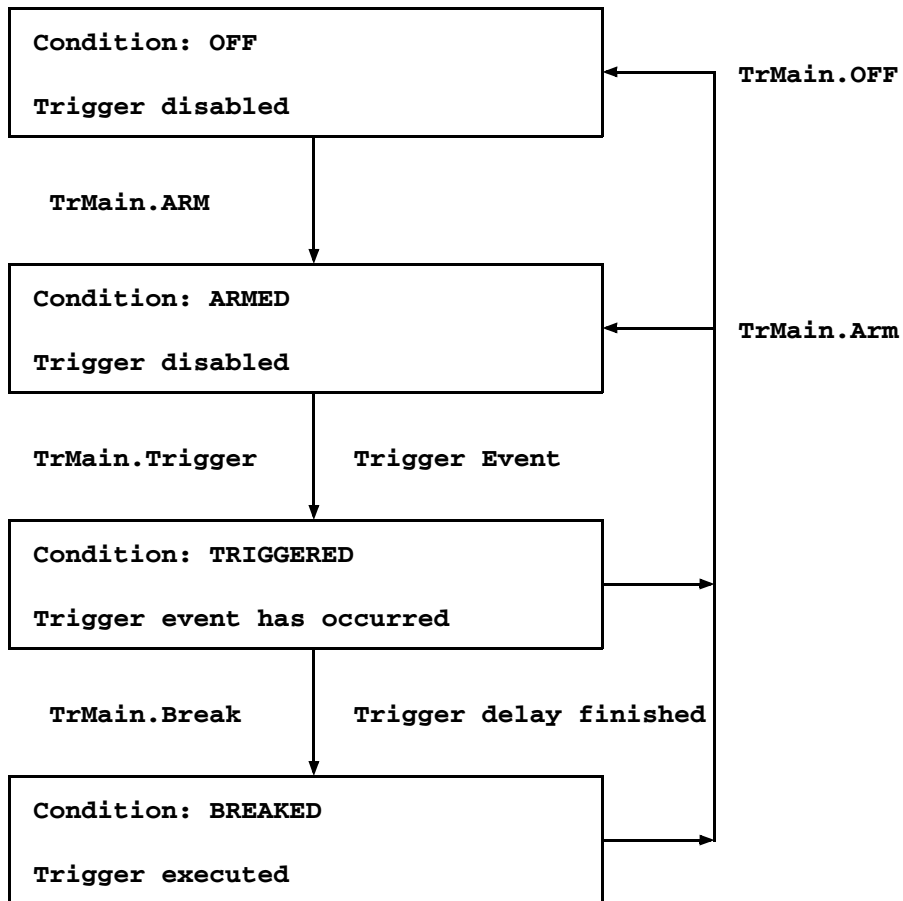 Condition: OFF
TrMain.OFF
Trigger disabled
TrMain.ARM
Condition: ARMED
TrMain.Arm
Trigger disabled
TrMain.Trigger
Trigger Event
Condition: TRIGGERED
Trigger event has occurred
TrMain.Break
Trigger delay finished
Condition: BREAKED
Trigger executed